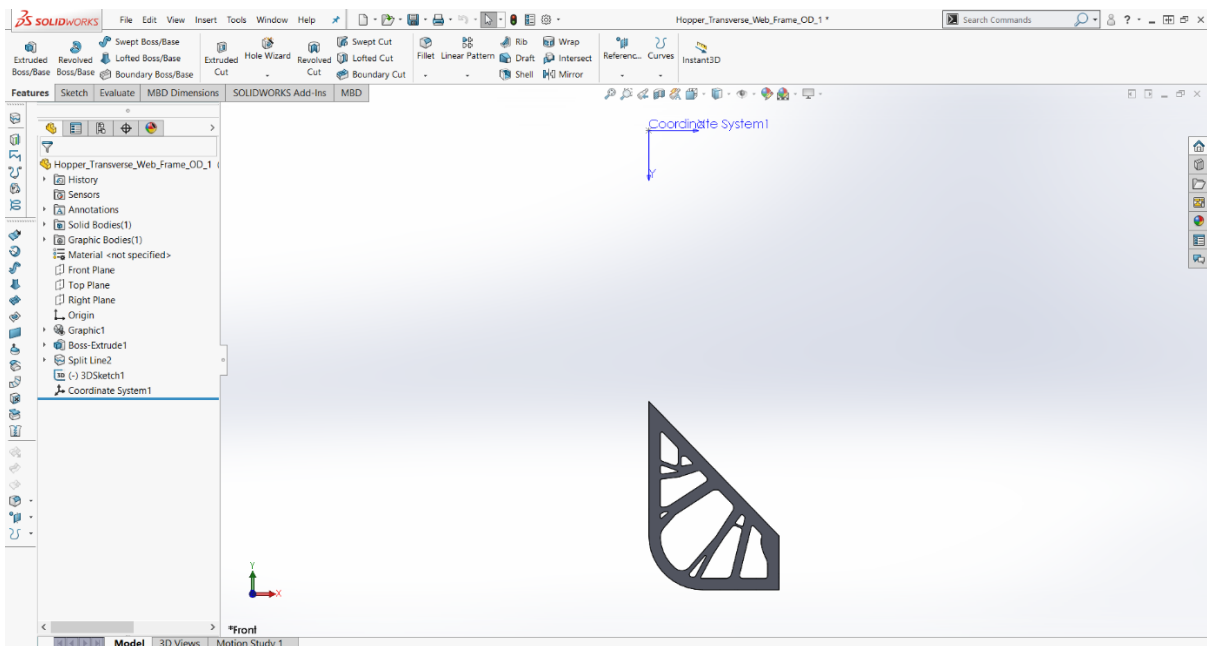 SOLIDWORKS File Edit View Insert Tools Window Help Hopper_Transverse_Web_Frame_OD_1 * Search Commands
Extruded Boss/Base
Revolved Boss/Base
Swept Boss/Base
Lofted Boss/Base
Boundary Boss/Base
Extruded Cut
Hole Wizard
Revolved Cut
Swept Cut
Lofted Cut
Boundary Cut
Fillet
Linear Pattern
Rib
Draft
Shell
Wrap
Intersect
Mirror
Referenc...
Curves
Instant3D
Features Sketch Evaluate MBD Dimensions SOLIDWORKS Add-Ins MBD
Coordinate System1
X
Y
Hopper_Transverse_Web_Frame_OD_1 (
History
Sensors
Annotations
Solid Bodies(1)
Graphic Bodies(1)
Material <not specified>
Front Plane
Top Plane
Right Plane
Origin
Graphic1
Boss-Extrude1
Split Line2
(-) 3DSketch1
Coordinate System1
Y
X
*Front
Model 3D Views Motion Study 1